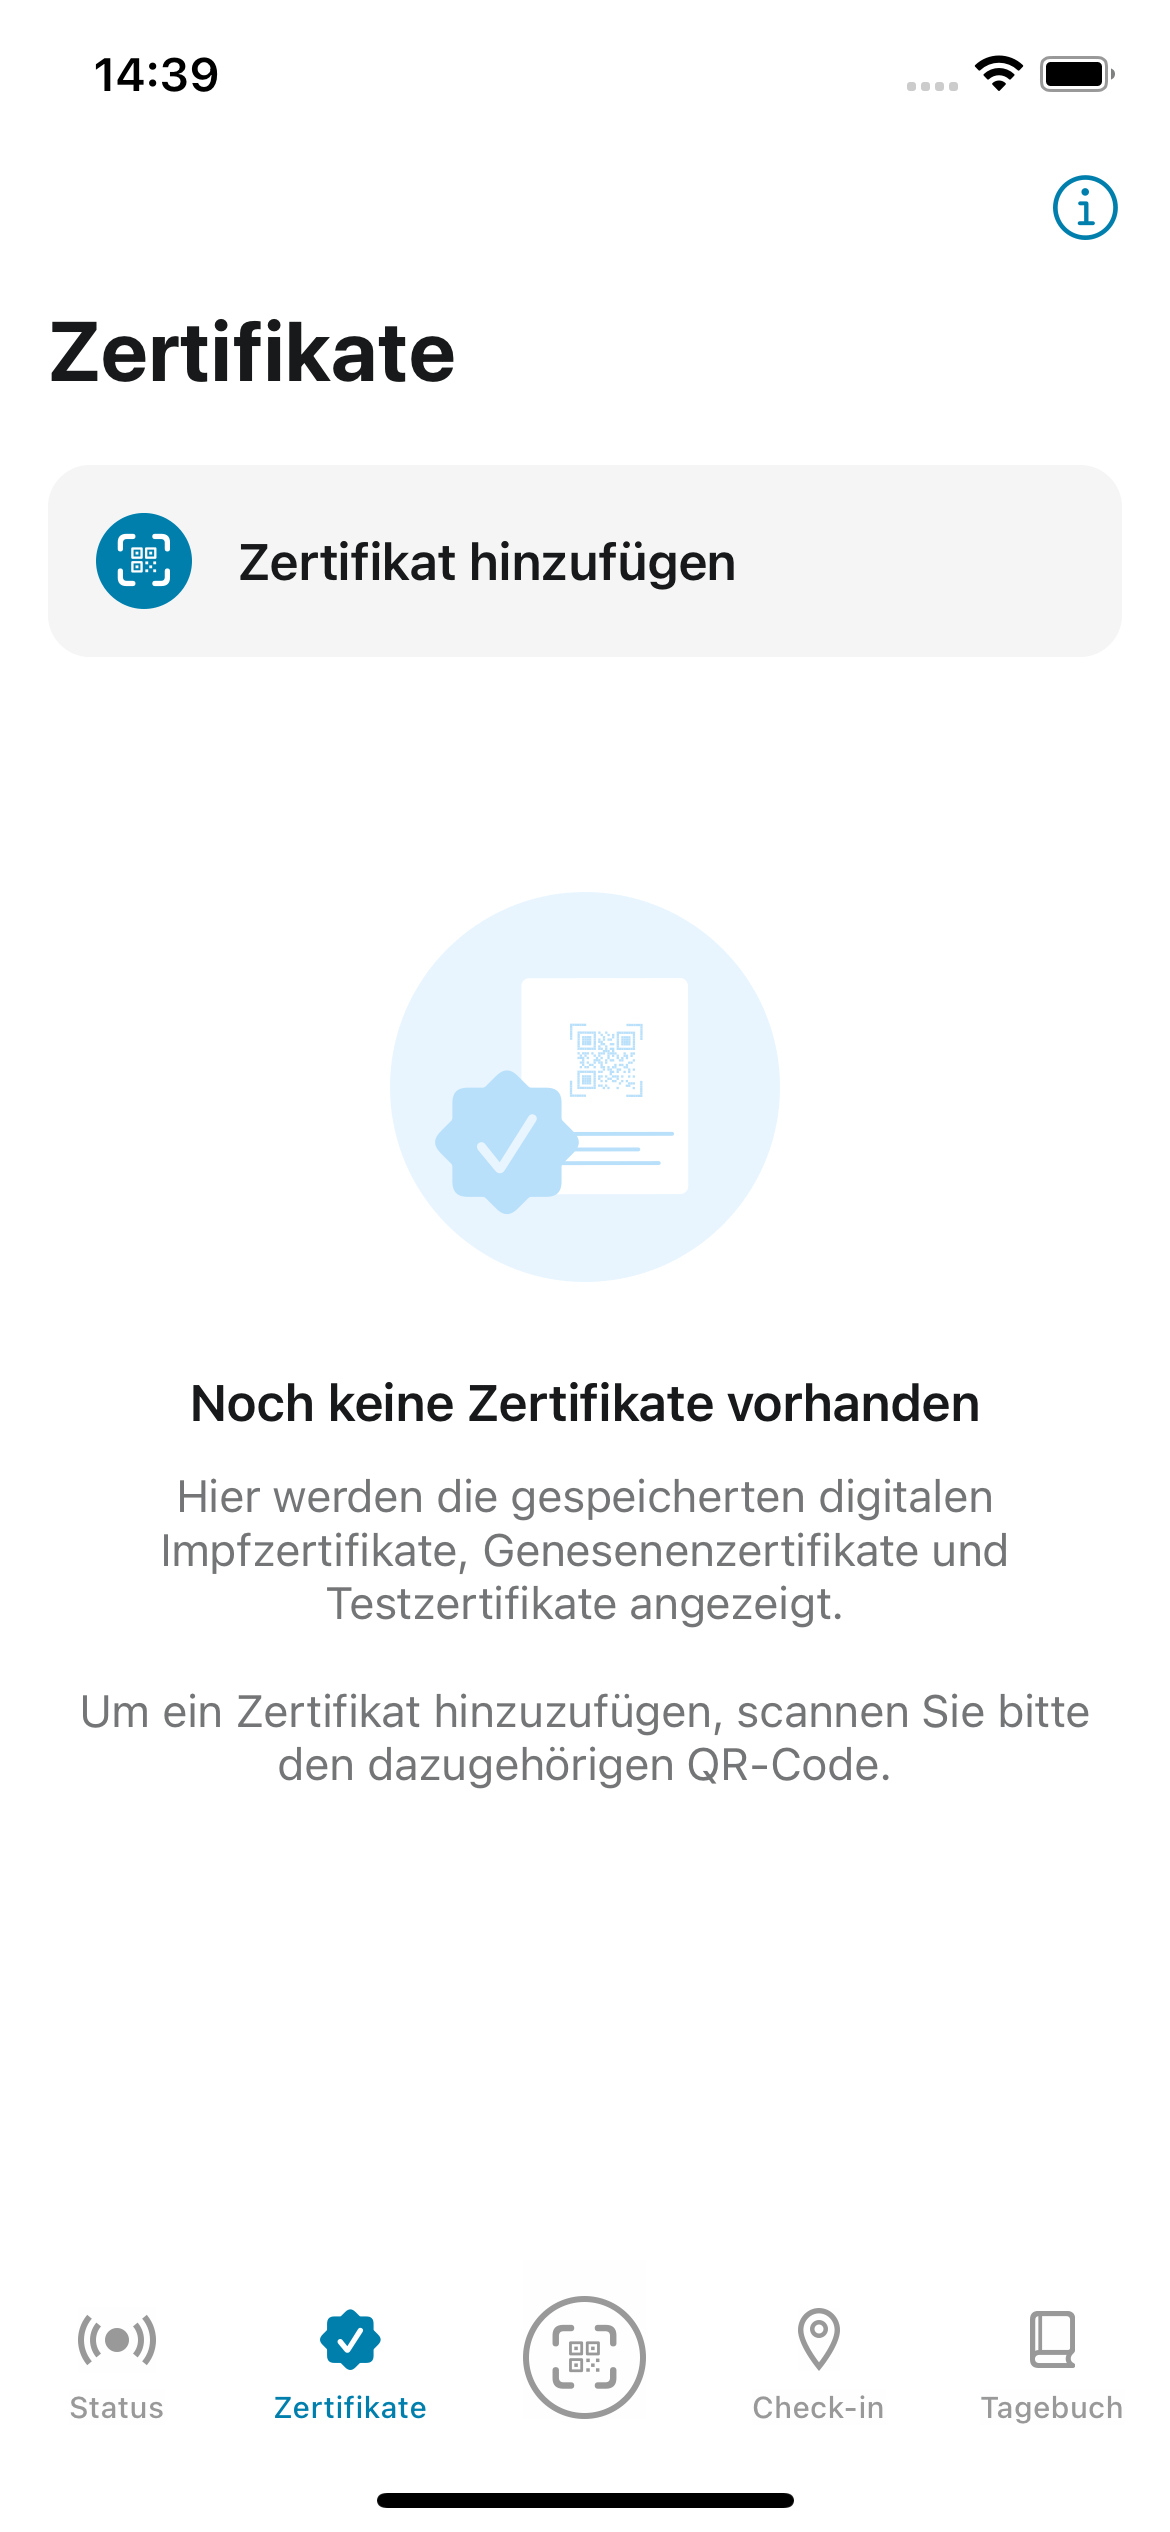 14:39
Zertifikate
Zertifikat hinzufügen
Noch keine Zertifikate vorhanden
Hier werden die gespeicherten digitalen
Impfzertifikate, Genesenenzertifikate und
Testzertifikate angezeigt.
Um ein Zertifikat hinzuzufügen, scannen Sie bitte
den dazugehörigen QR-Code.
Status
Zertifikate
Check-in
Tagebuch